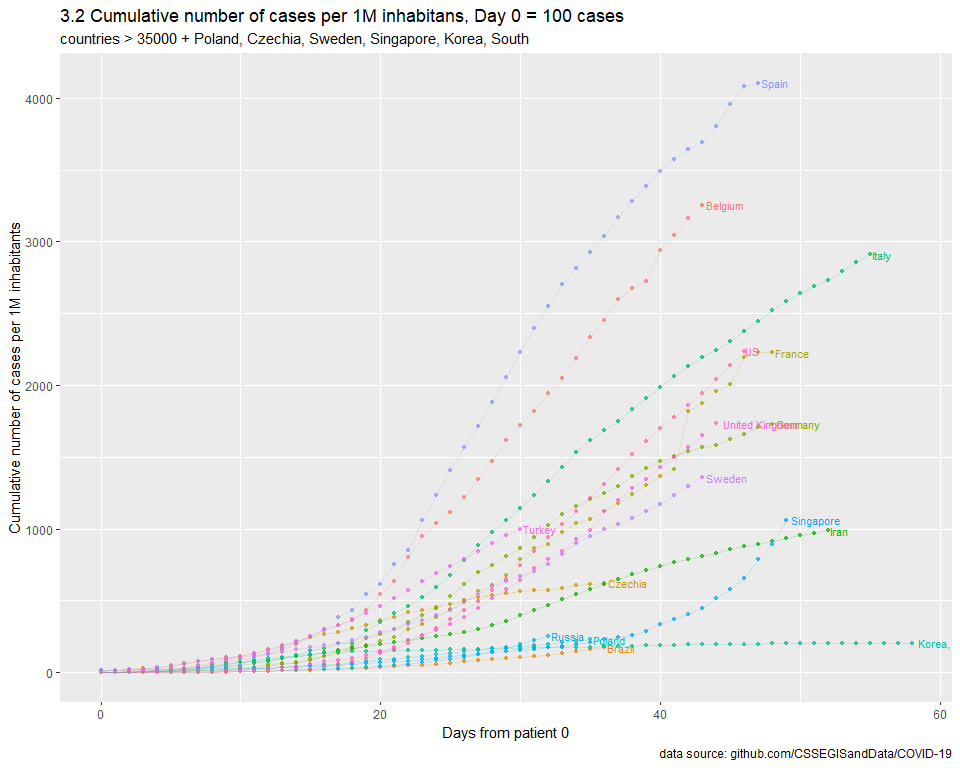 3.2 Cumulative number of cases per 1M inhabitans, Day 0 = 100 cases
countries > 35000 + Poland, Czechia, Sweden, Singapore, Korea, South
Cumulative number of cases per 1M inhabitants
4000
3000
2000
1000
0
Spain
Belgium
Italy
US
France
United Kingdom
Germany
Sweden
Singapore
Turkey
Iran
Czechia
Russia
Poland
Brazil
Korea,
0
20
40
60
Days from patient 0
data source: github.com/CSSEGISandData/COVID-19